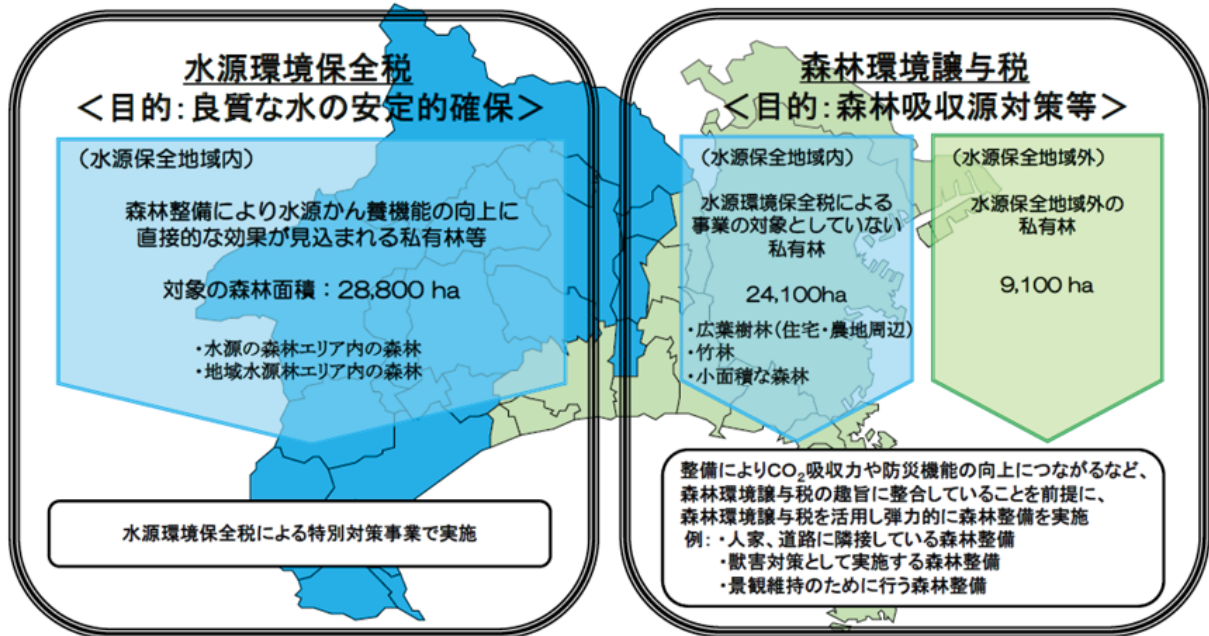 水源環境保全税
＜目的：良質な水の安定的確保＞
（水源保全地域内）
森林整備により水源かん養機能の向上に
直接的な効果が見込まれる私有林等
対象の森林面積：28,800 ha
・水源の森林エリア内の森林
・地域水源林エリア内の森林
水源環境保全税による特別対策事業で実施
森林環境譲与税
＜目的：森林吸収源対策等＞
（水源保全地域内）
水源環境保全税による
事業の対象としていない
私有林
24,100ha
・広葉樹林（住宅・農地周辺）
・竹林
・小面積な森林
（水源保全地域外）
水源保全地域外の
私有林
9,100 ha
整備によりCO₂吸収力や防災機能の向上につながるなど、
森林環境譲与税の趣旨に整合していることを前提に、
森林環境譲与税を活用し弾力的に森林整備を実施
例：・人家、道路に隣接している森林整備
・獣害対策として実施する森林整備
・景観維持のために行う森林整備